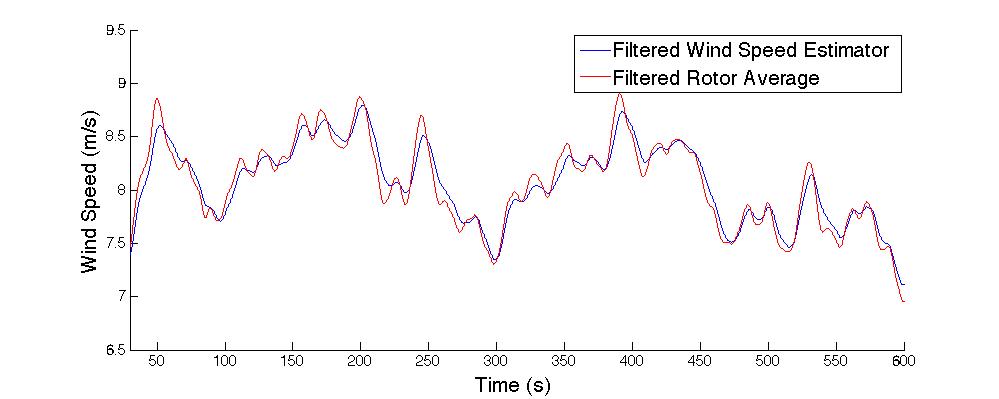 9.5
9
8.5
8
7.5
7
6.5
Wind Speed (m/s)
Filtered Wind Speed Estimator
Filtered Rotor Average
50 100 150 200 250 300 350 400 450 500 550 600
Time (s)